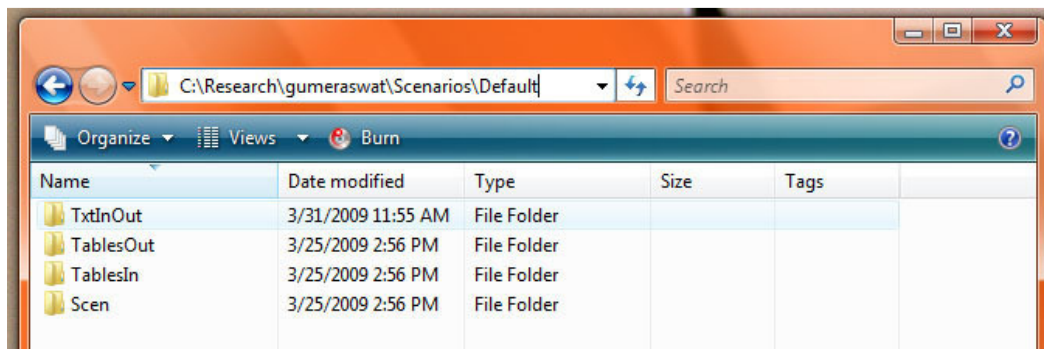 C:\Research\gumeraswat\Scenarios\Default Search
Organize Views Burn
Name Date modified Type Size Tags
TxtInOut 3/31/2009 11:55 AM File Folder
TablesOut 3/25/2009 2:56 PM File Folder
TablesIn 3/25/2009 2:56 PM File Folder
Scen 3/25/2009 2:56 PM File Folder